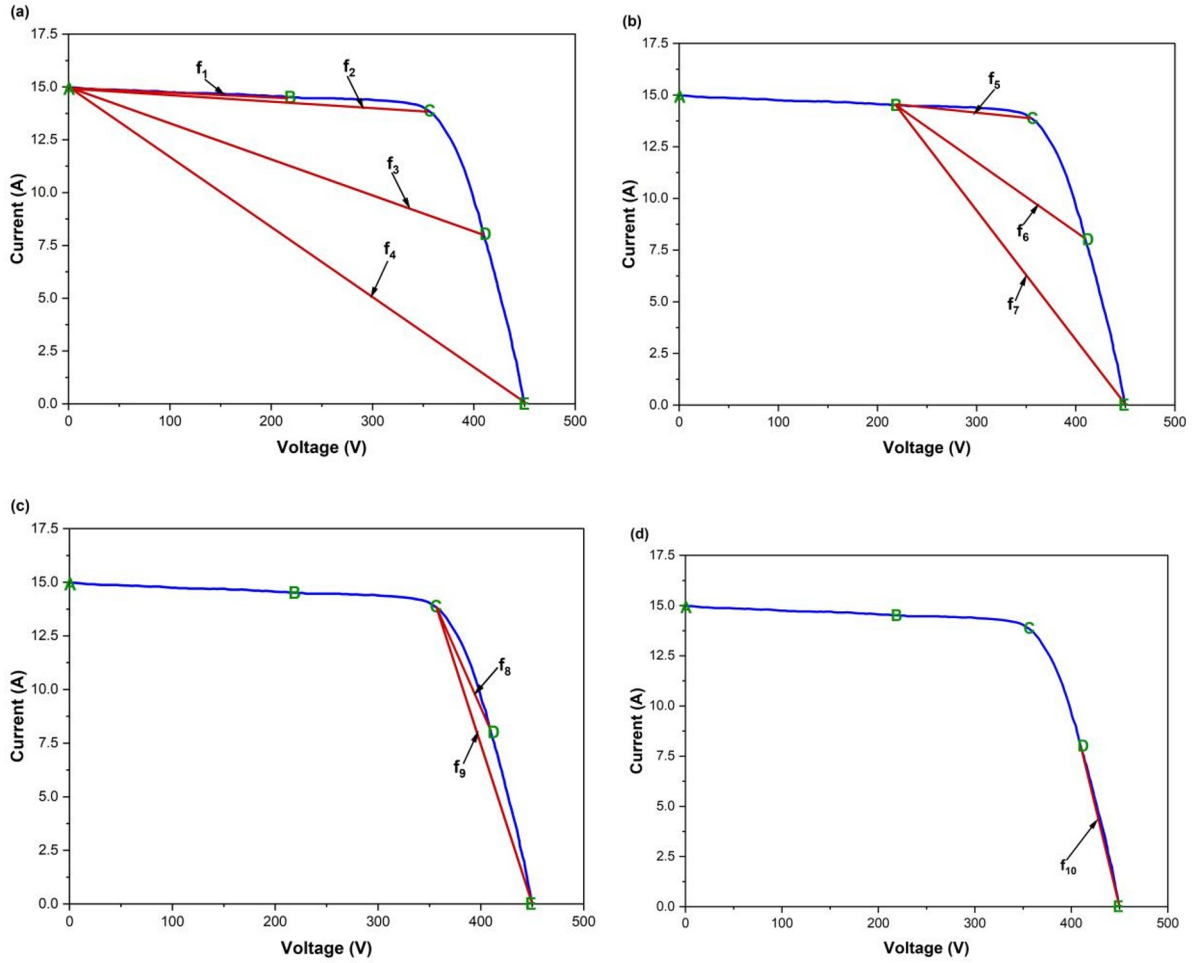 (a)
17.5
15.0
12.5
10.0
7.5
5.0
2.5
0.0
Current (A)
A
B
C
D
E
f1
f2
f3
f4
0 100 200 300 400 500
Voltage (V)
(b)
17.5
15.0
12.5
10.0
7.5
5.0
2.5
0.0
Current (A)
A
B
C
D
E
f5
f6
f7
0 100 200 300 400 500
Voltage (V)
(c)
17.5
15.0
12.5
10.0
7.5
5.0
2.5
0.0
Current (A)
A
B
C
D
E
f8
f9
0 100 200 300 400 500
Voltage (V)
(d)
17.5
15.0
12.5
10.0
7.5
5.0
2.5
0.0
Current (A)
A
B
C
D
E
f10
0 100 200 300 400 500
Voltage (V)